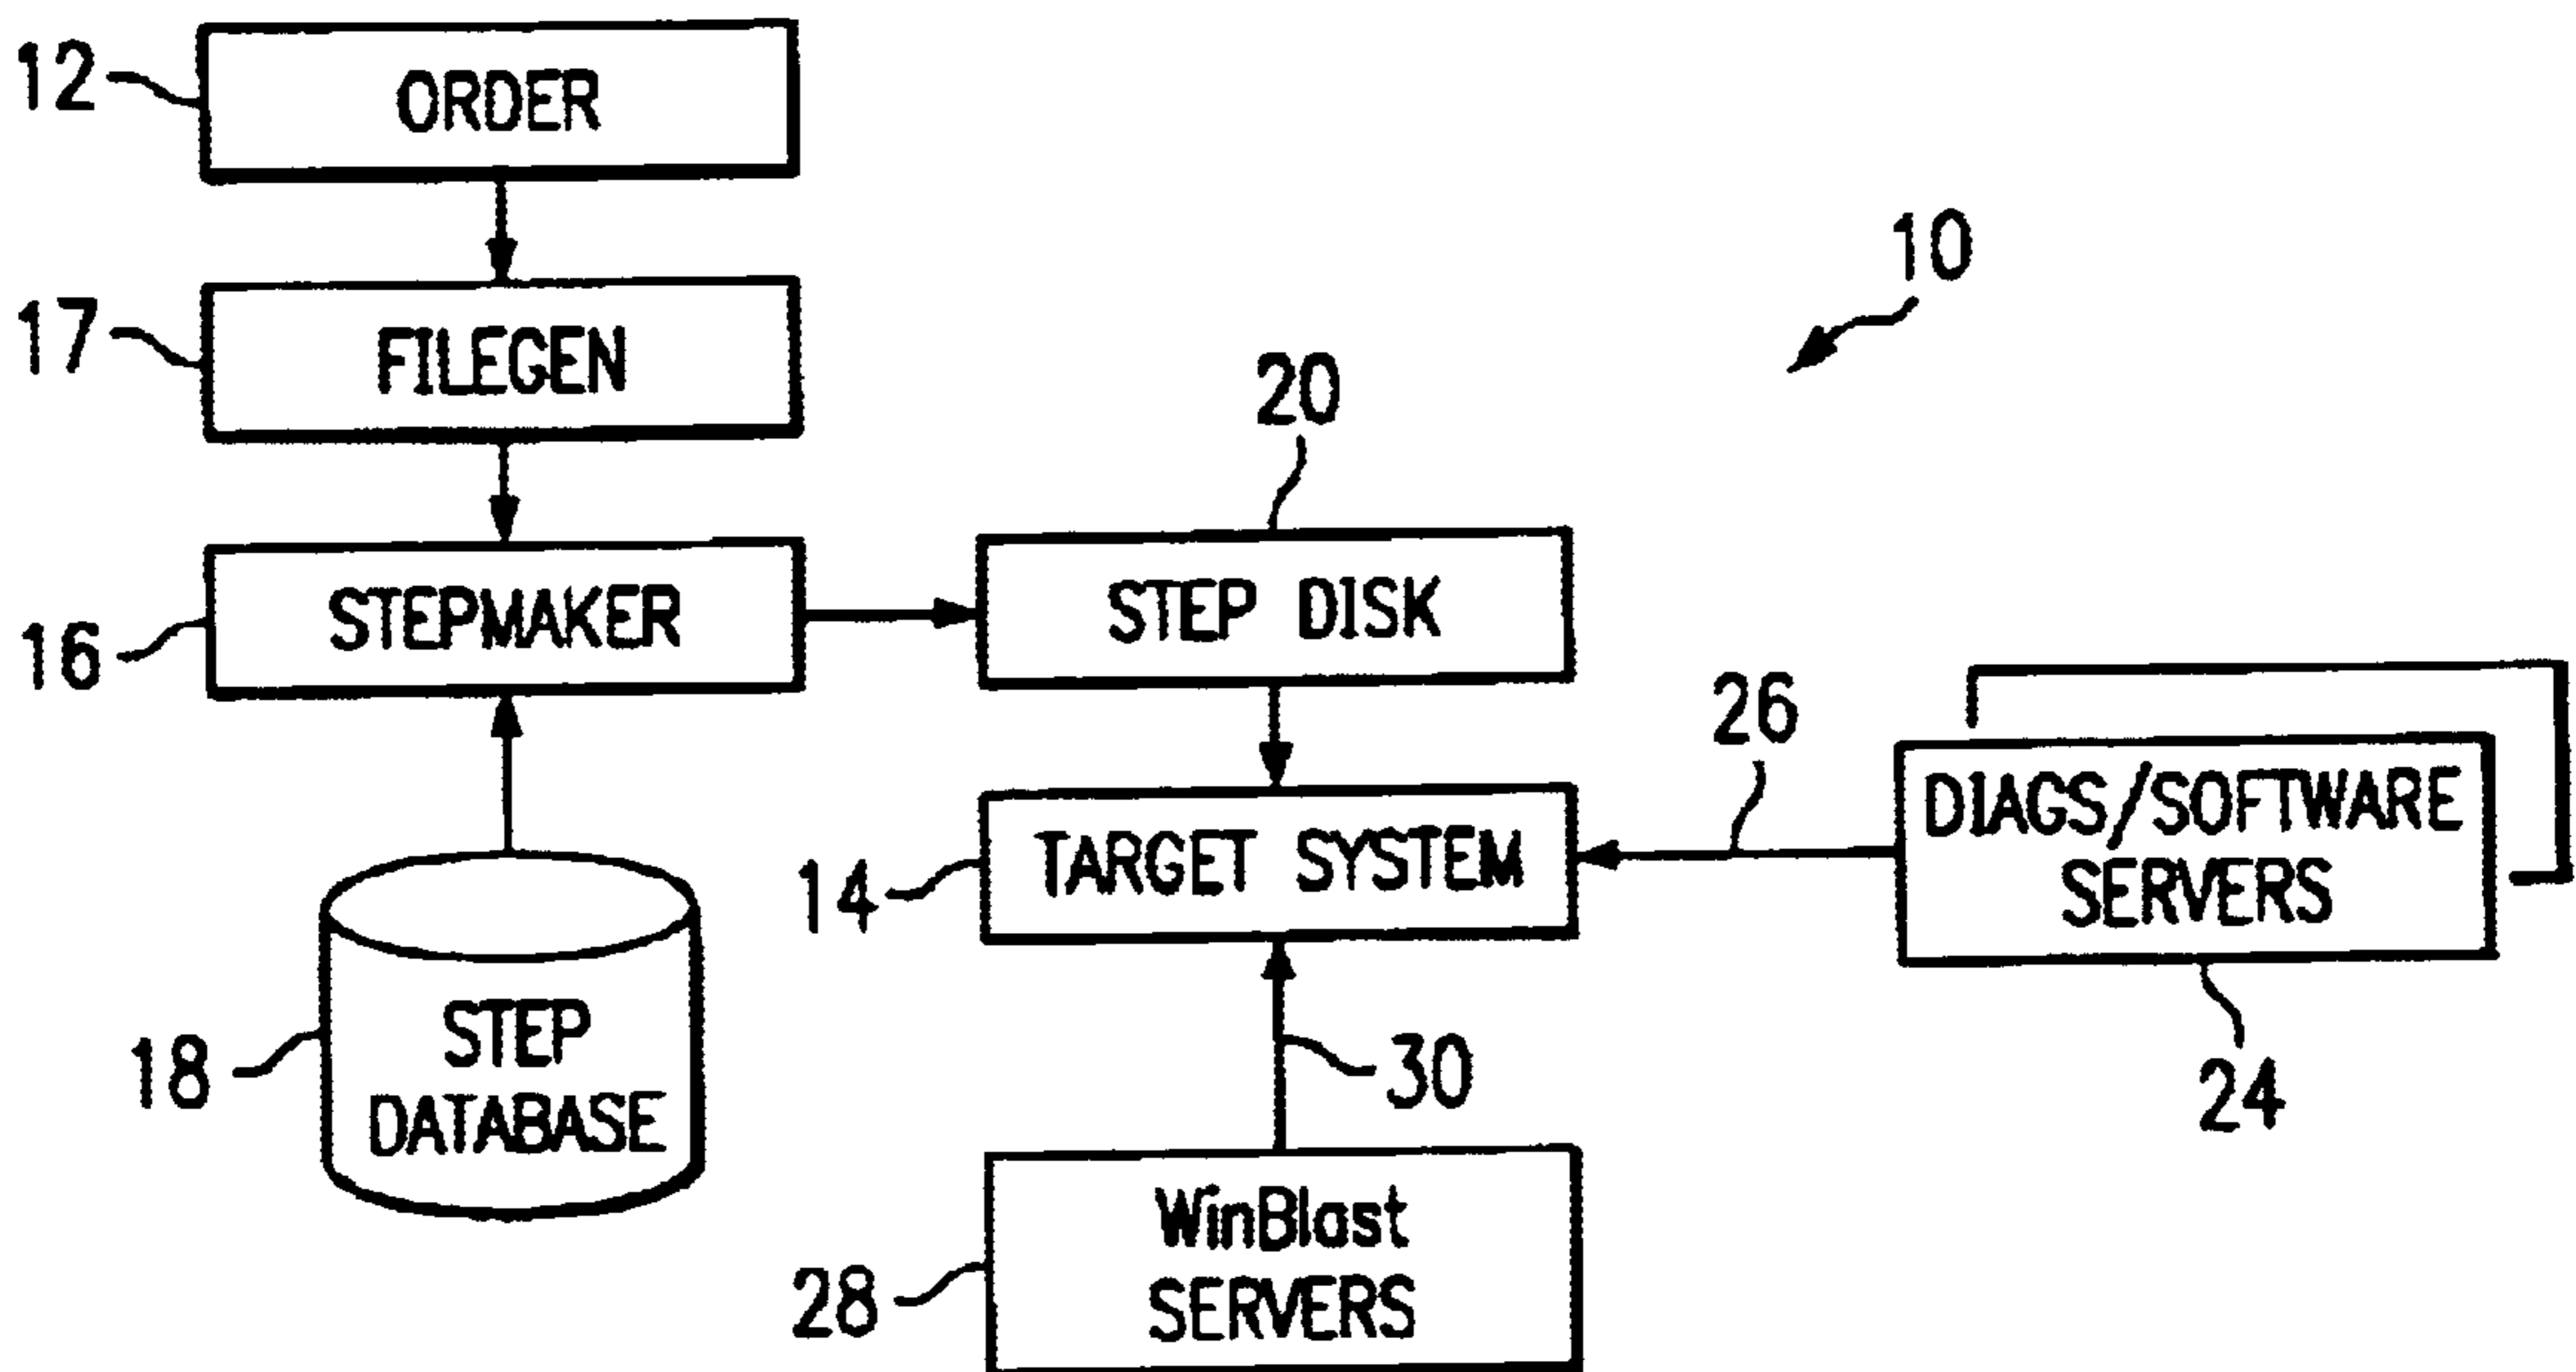 12
ORDER
10
17
FILEGEN
20
16
STEPMAKER
STEP DISK
26
14
TARGET SYSTEM
DIAGS/SOFTWARE
SERVERS
24
18
STEP
DATABASE
30
28
WinBlast
SERVERS